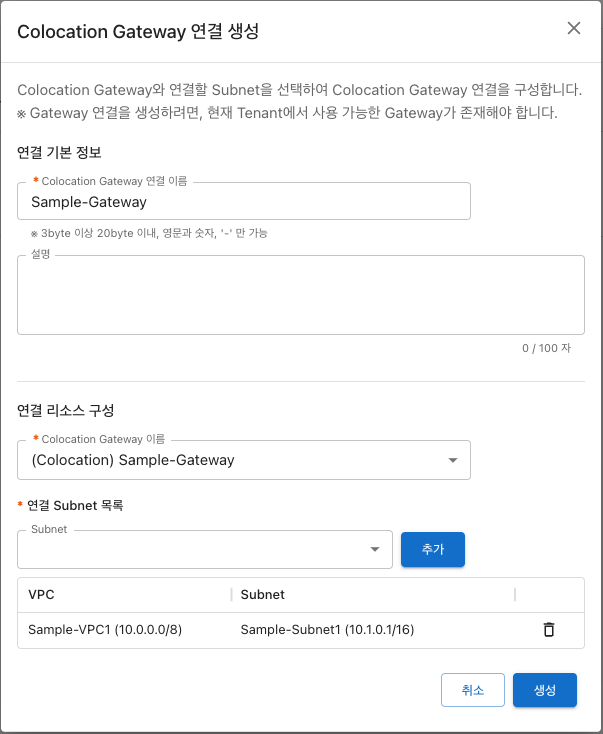 Colocation Gateway 연결 생성
Colocation Gateway와 연결할 Subnet을 선택하여 Colocation Gateway 연결을 구성합니다.
※ Gateway 연결을 생성하려면, 현재 Tenant에서 사용 가능한 Gateway가 존재해야 합니다.
연결 기본 정보
* Colocation Gateway 연결 이름
Sample-Gateway
※ 3byte 이상 20byte 이내, 영문과 숫자, '-' 만 가능
설명
0 / 100 자
연결 리소스 구성
* Colocation Gateway 이름
(Colocation) Sample-Gateway
* 연결 Subnet 목록
Subnet
추가
VPC Subnet
Sample-VPC1 (10.0.0.0/8) Sample-Subnet1 (10.1.0.1/16)
취소 생성